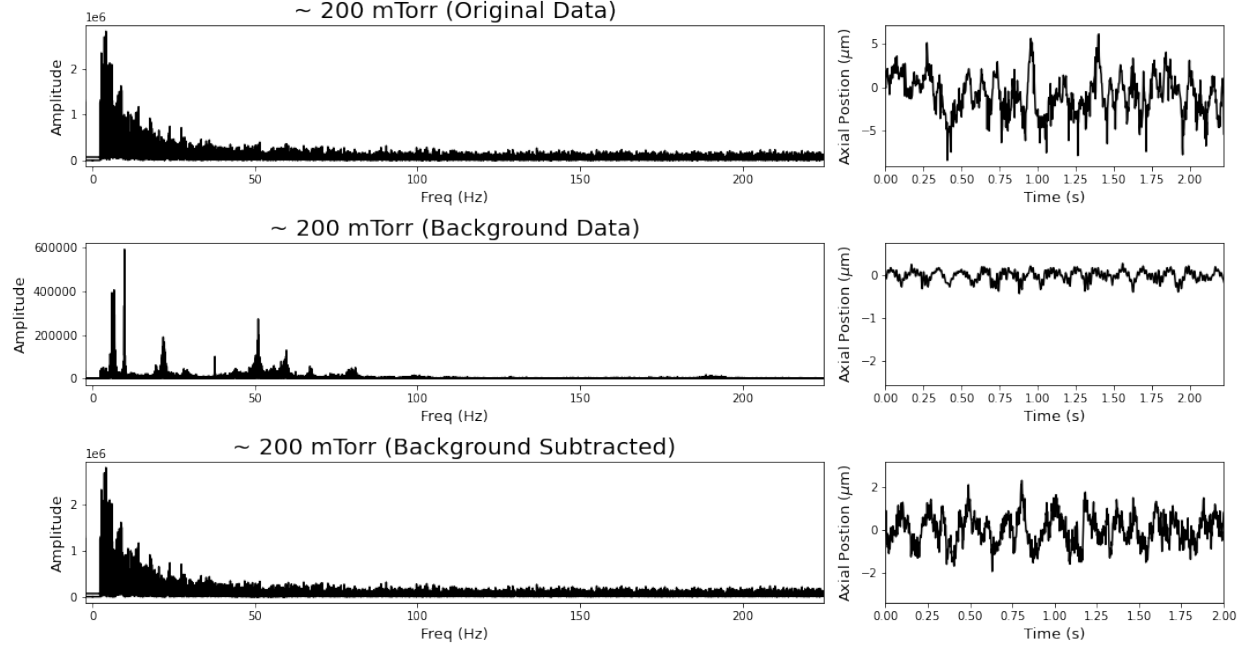 ~ 200 mTorr (Original Data)
1e6
Amplitude
2
1
0
0 50 100 150 200
Freq (Hz)
Axial Postion (μm)
5
0
−5
0.00 0.25 0.50 0.75 1.00 1.25 1.50 1.75 2.00
Time (s)
~ 200 mTorr (Background Data)
Amplitude
600000
400000
200000
0
0 50 100 150 200
Freq (Hz)
Axial Postion (μm)
0
−1
−2
0.00 0.25 0.50 0.75 1.00 1.25 1.50 1.75 2.00
Time (s)
~ 200 mTorr (Background Subtracted)
1e6
Amplitude
2
1
0
0 50 100 150 200
Freq (Hz)
Axial Postion (μm)
2
0
−2
0.00 0.25 0.50 0.75 1.00 1.25 1.50 1.75 2.00
Time (s)